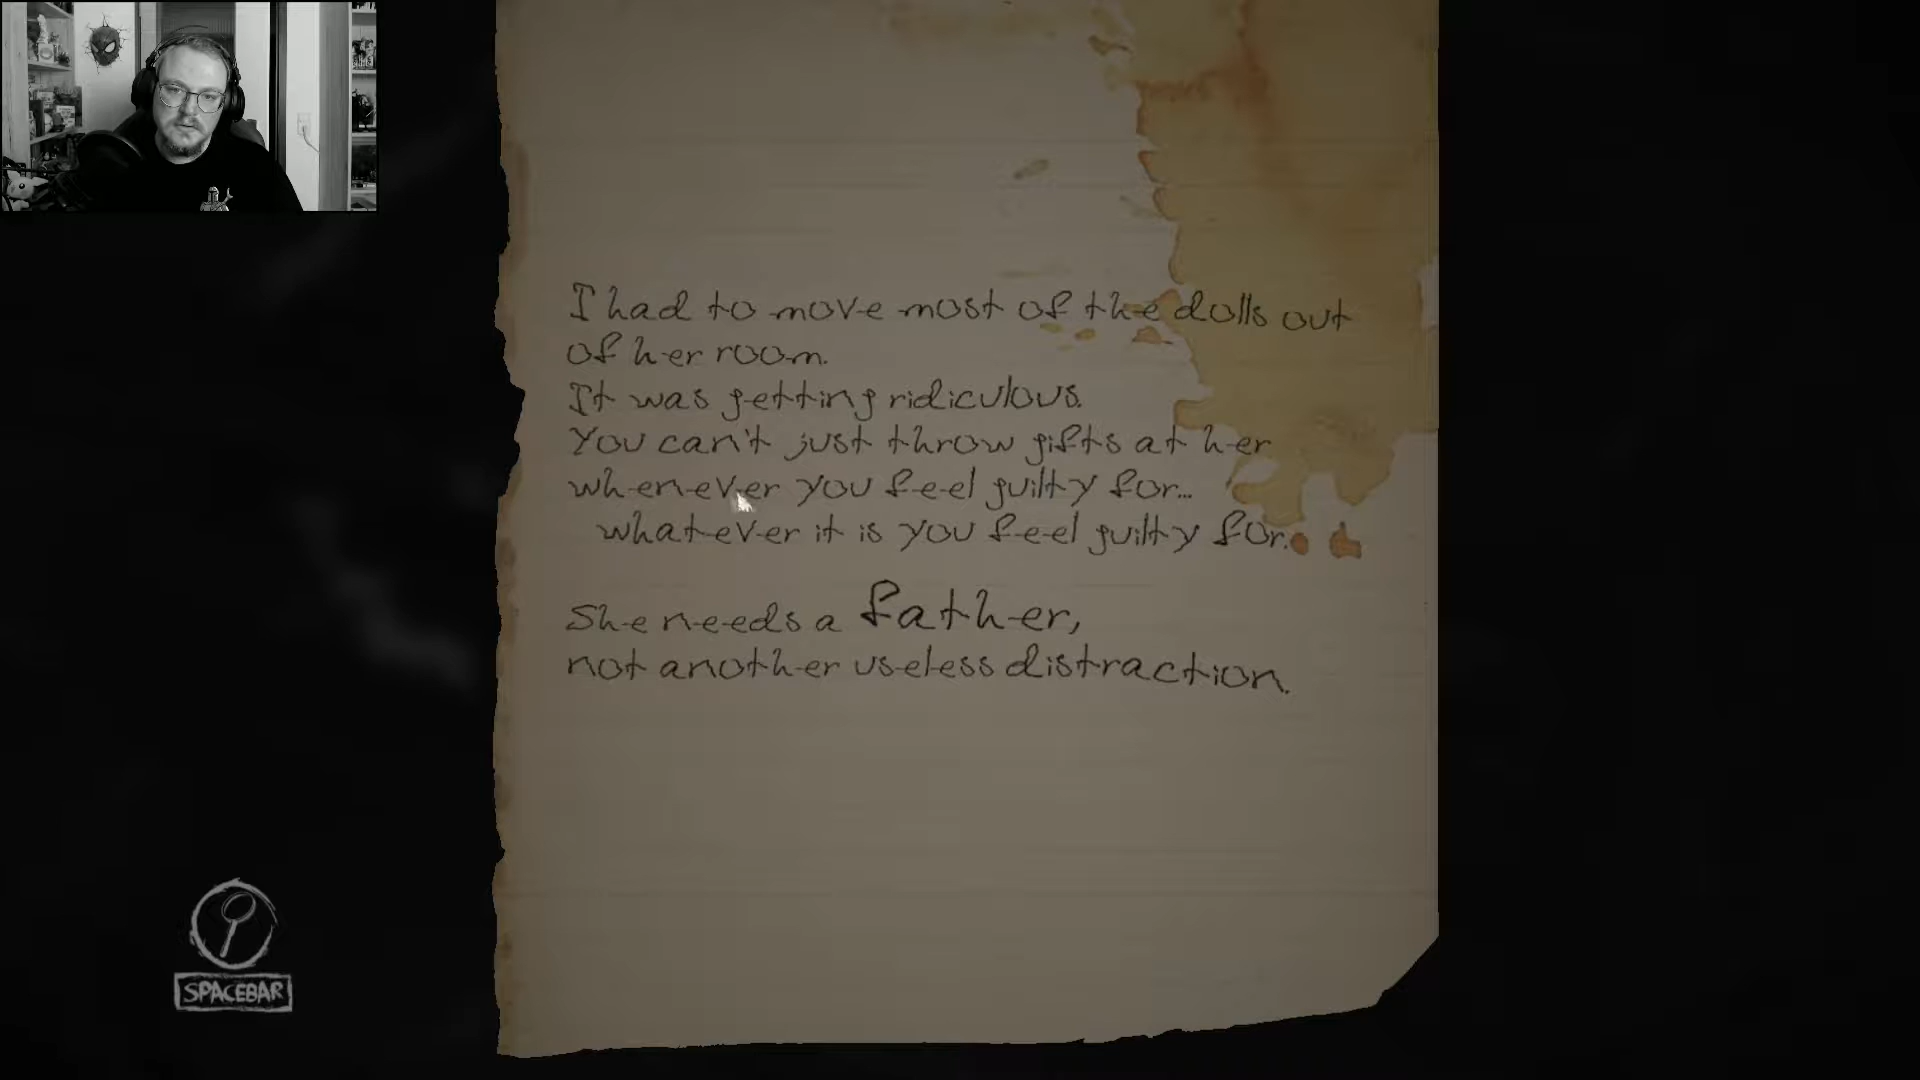 I had to move most of the dolls out
of her room.
It was getting ridiculous.
You can't just throw gifts at her
whenever you feel guilty for...
whatever it is you feel guilty for.
She needs a father,
not another useless distraction.
SPACEBAR